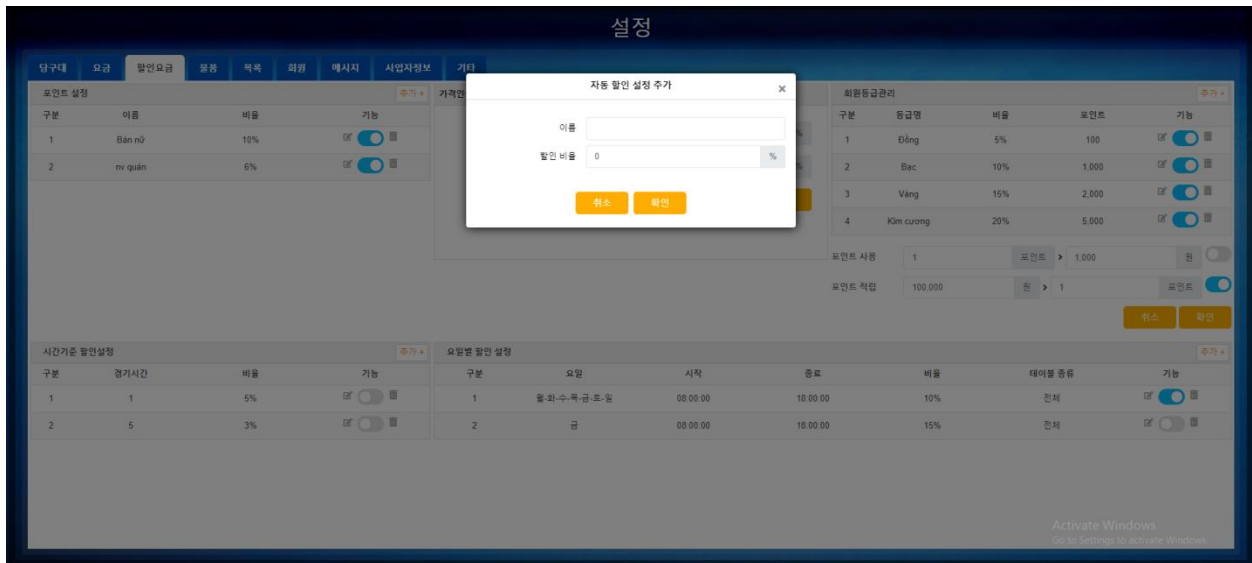 설정
당구대 요금 할인요금 물품 목록 회원 메시지 사업자정보 기타
자동 할인 설정 추가 ×
이름
할인 비율 0 %
취소 확인
포인트 설정 추가 +
구분 이름 비율 기능
1 Bàn nữ 10%
2 nv quán 6%
가격인
%
%
회원등급관리 추가 +
구분 등급명 비율 포인트 기능
1 Đồng 5% 100
2 Bạc 10% 1,000
3 Vàng 15% 2,000
4 Kim cương 20% 5,000
포인트 사용 1 포인트 > 1,000 원
포인트 적립 100,000 원 > 1 포인트
취소 확인
시간기준 할인설정 추가 +
구분 경기시간 비율 기능
1 1 5%
2 5 3%
요일별 할인 설정 추가 +
구분 요일 시작 종료 비율 테이블 종류 기능
1 월-화-수-목-금-토-일 08:00:00 18:00:00 10% 전체
2 금 08:00:00 18:00:00 15% 전체
Activate Windows
Go to Settings to activate Windows.